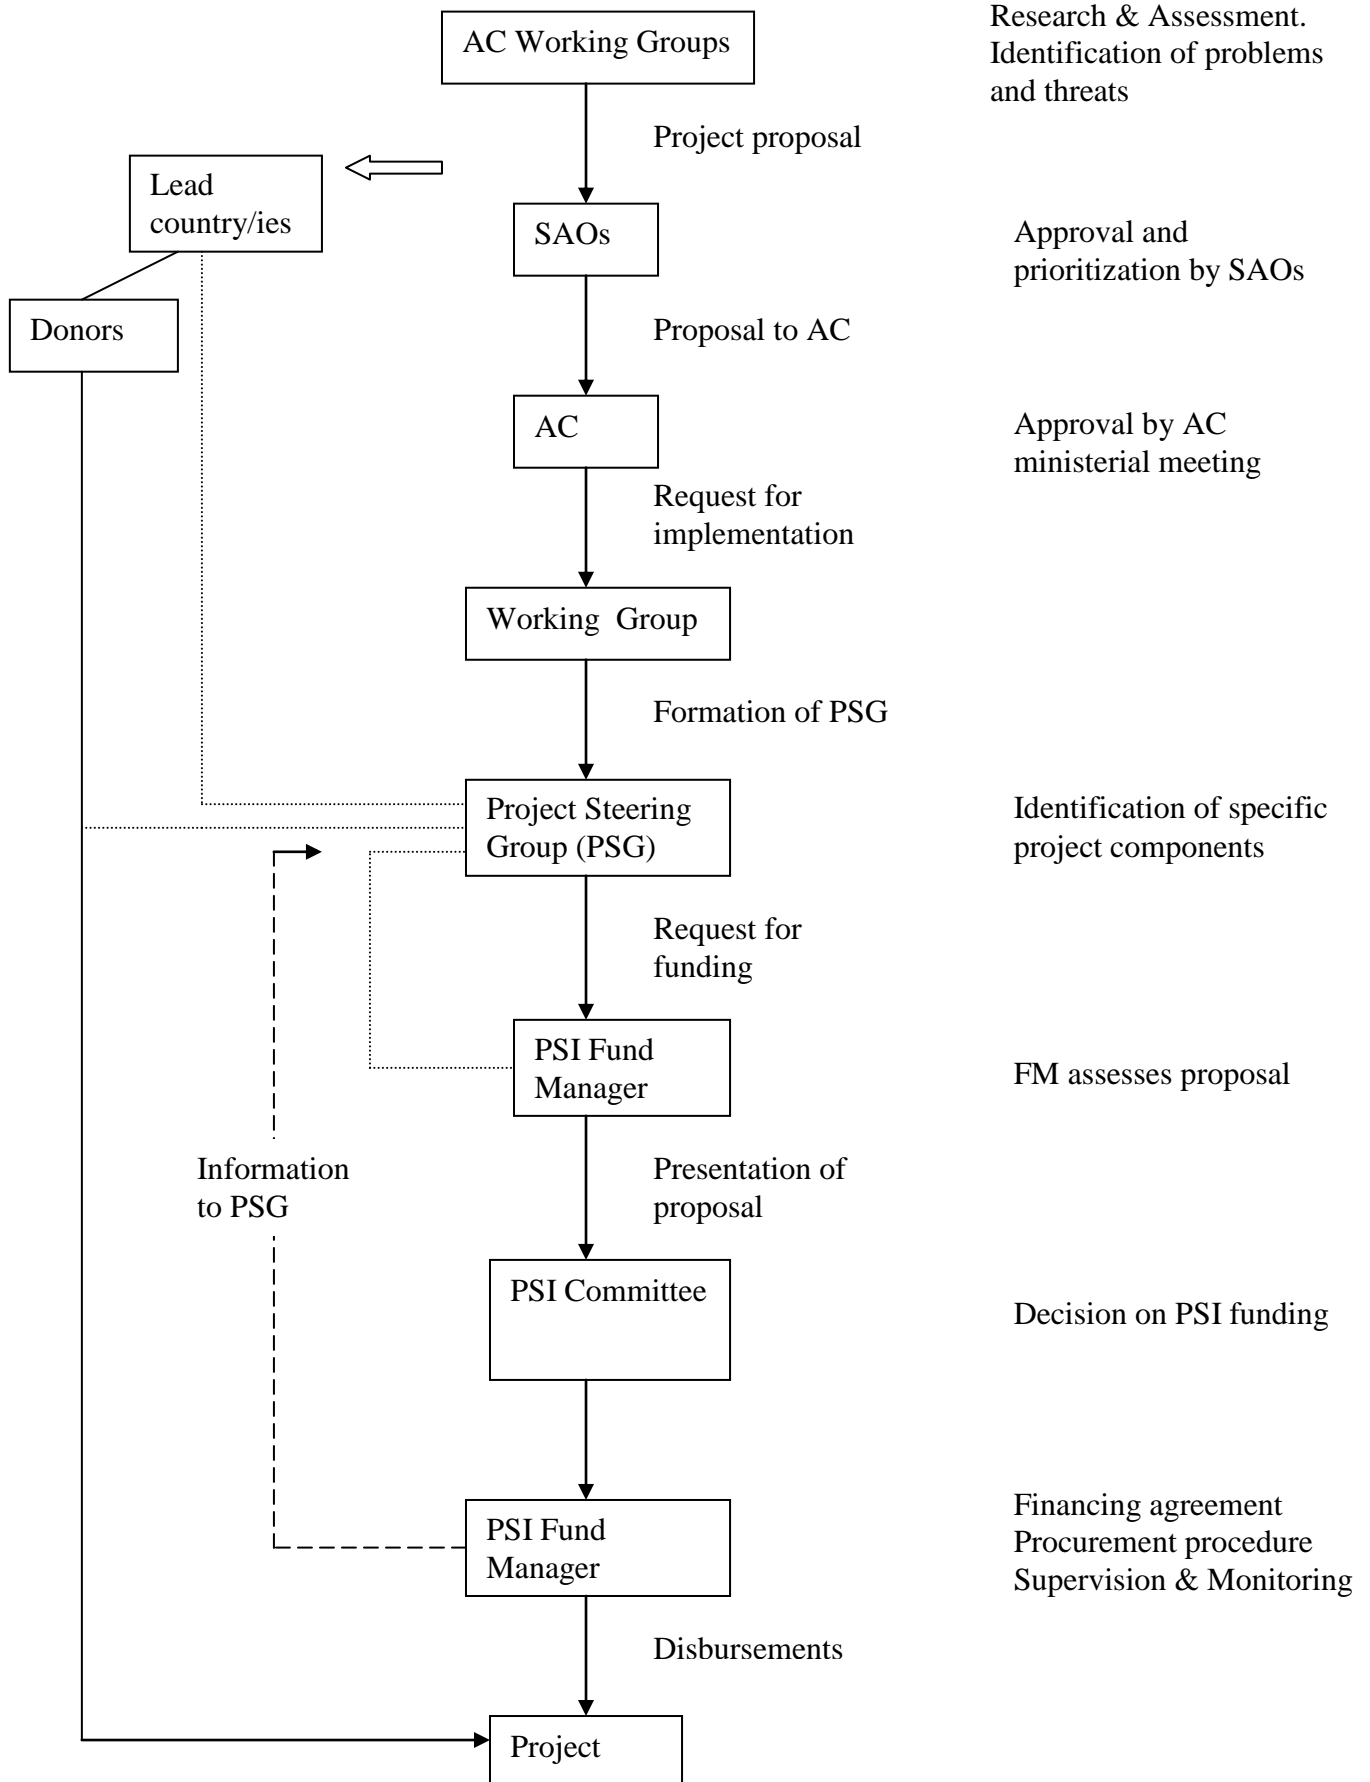 AC Working Groups
Research & Assessment.
Identification of problems
and threats
Project proposal
Lead
country/ies
SAOs
Approval and
prioritization by SAOs
Donors
Proposal to AC
AC
Approval by AC
ministerial meeting
Request for
implementation
Working Group
Formation of PSG
Project Steering
Group (PSG)
Identification of specific
project components
Request for
funding
PSI Fund
Manager
FM assesses proposal
Information
to PSG
Presentation of
proposal
PSI Committee
Decision on PSI funding
PSI Fund
Manager
Financing agreement
Procurement procedure
Supervision & Monitoring
Disbursements
Project